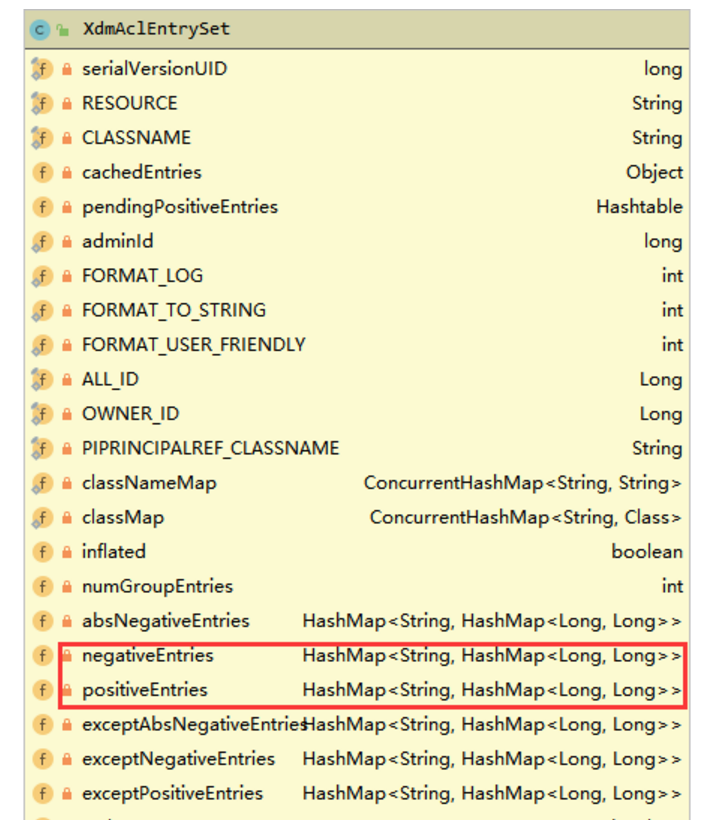 XdmAclEntrySet
serialVersionUID long
RESOURCE String
CLASSNAME String
cachedEntries Object
pendingPositiveEntries Hashtable
adminId long
FORMAT_LOG int
FORMAT_TO_STRING int
FORMAT_USER_FRIENDLY int
ALL_ID Long
OWNER_ID Long
PIPRINCIPALREF_CLASSNAME String
classNameMap ConcurrentHashMap<String, String>
classMap ConcurrentHashMap<String, Class>
inflated boolean
numGroupEntries int
absNegativeEntries HashMap<String, HashMap<Long, Long>>
negativeEntries HashMap<String, HashMap<Long, Long>>
positiveEntries HashMap<String, HashMap<Long, Long>>
exceptAbsNegativeEntries HashMap<String, HashMap<Long, Long>>
exceptNegativeEntries HashMap<String, HashMap<Long, Long>>
exceptPositiveEntries HashMap<String, HashMap<Long, Long>>